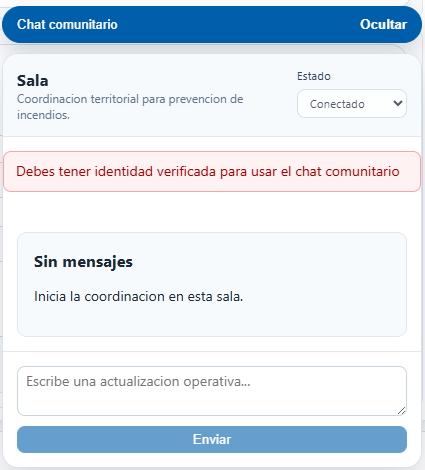 Chat comunitario Ocultar
Sala
Estado
Coordinacion territorial para prevencion de
incendios.
Conectado
Debes tener identidad verificada para usar el chat comunitario
Sin mensajes
Inicia la coordinacion en esta sala.
Escribe una actualizacion operativa...
Enviar